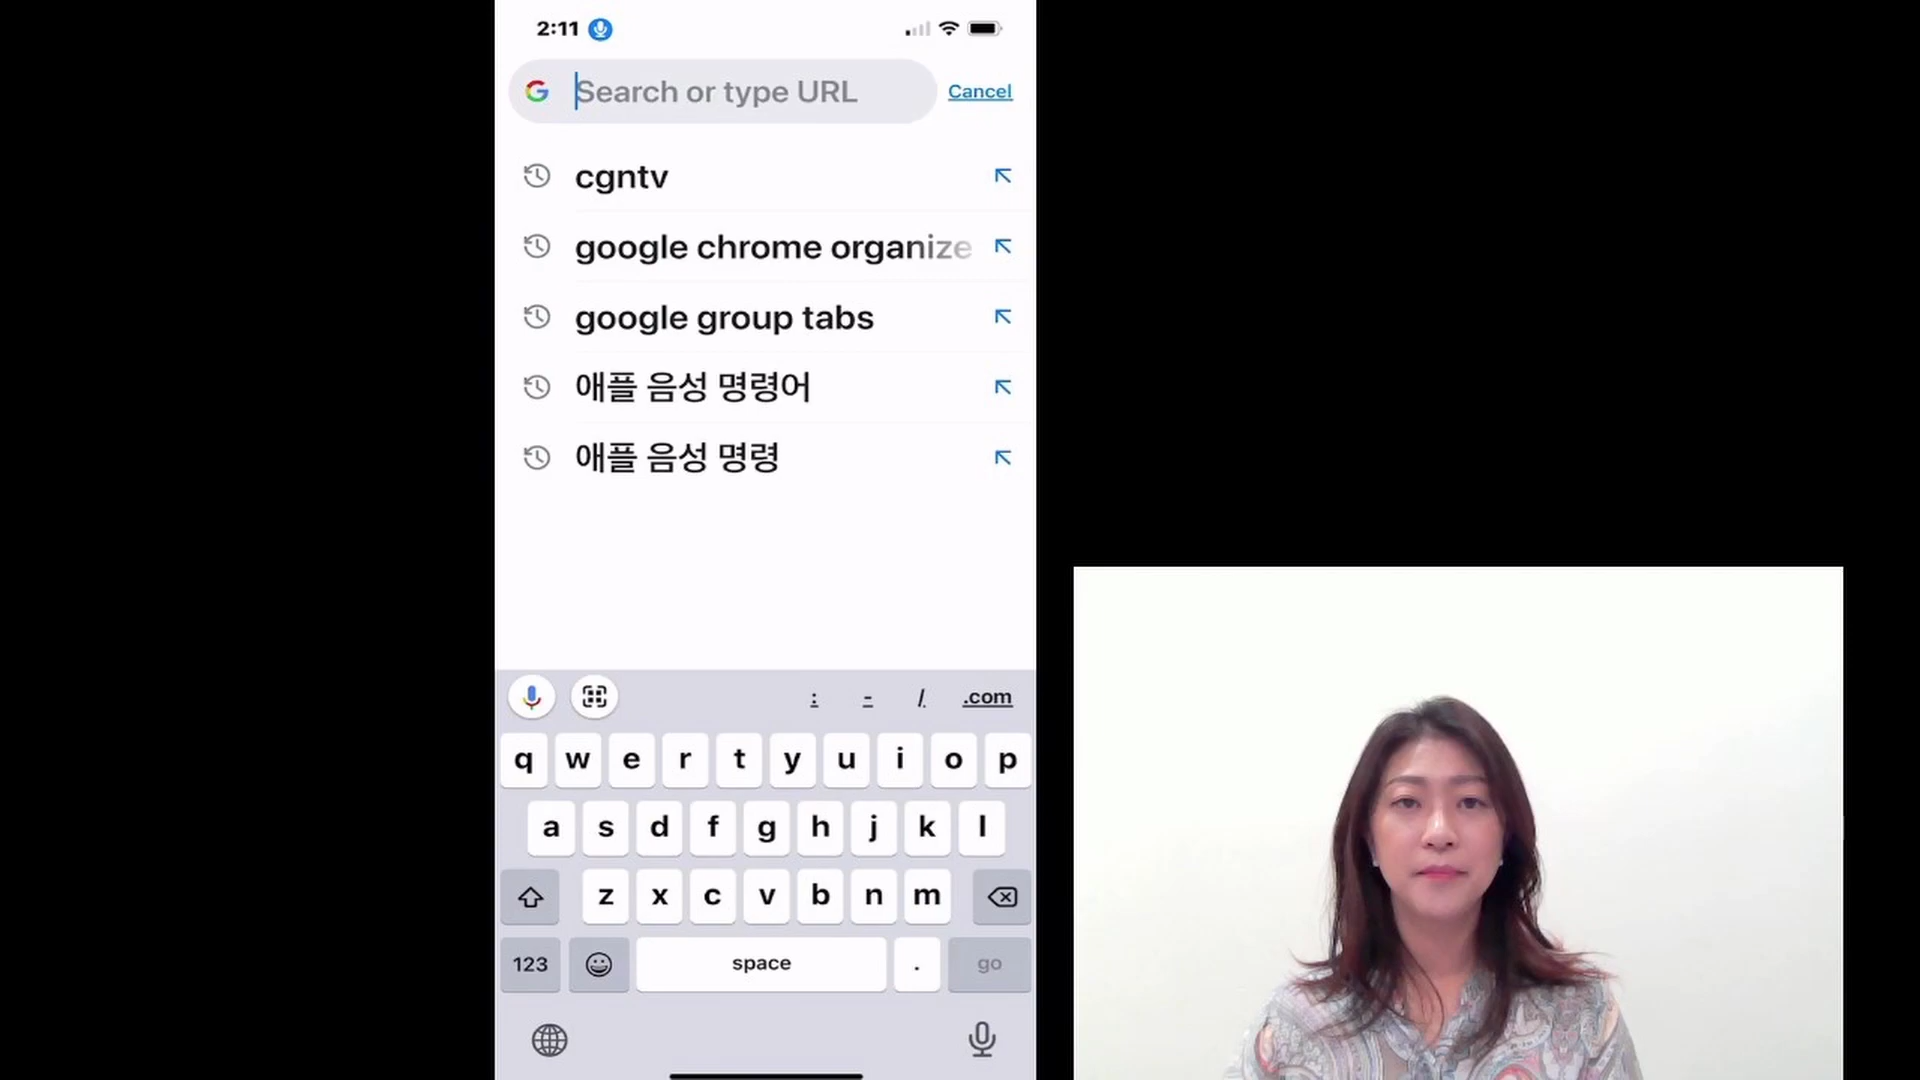 2:11
Search or type URL
Cancel
cgntv
google chrome organize
google group tabs
애플 음성 명령어
애플 음성 명령
: - / .com
q w e r t y u i o p
a s d f g h j k l
z x c v b n m
123 space . go